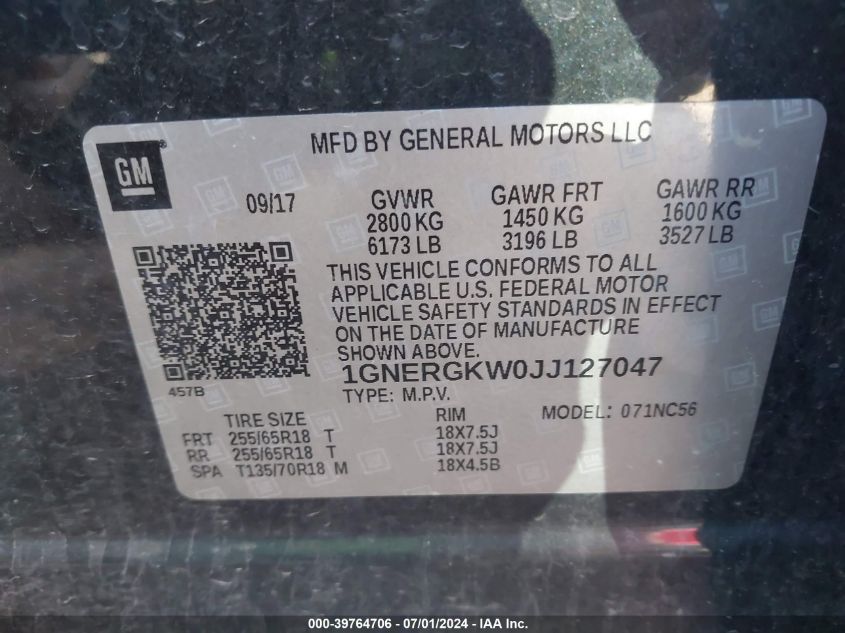 GM
MFD BY GENERAL MOTORS LLC
09/17 GVWR GAWR FRT GAWR RR
2800 KG 1450 KG 1600 KG
6173 LB 3196 LB 3527 LB
THIS VEHICLE CONFORMS TO ALL
APPLICABLE U.S. FEDERAL MOTOR
VEHICLE SAFETY STANDARDS IN EFFECT
ON THE DATE OF MANUFACTURE
SHOWN ABOVE.
1GNERGKW0JJ127047
457B
TYPE: M.P.V. MODEL: 071NC56
TIRE SIZE RIM
FRT 255/65R18 T 18X7.5J
RR 255/65R18 T 18X7.5J
SPA T135/70R18 M 18X4.5B
000-39764706 - 07/01/2024 - IAA Inc.